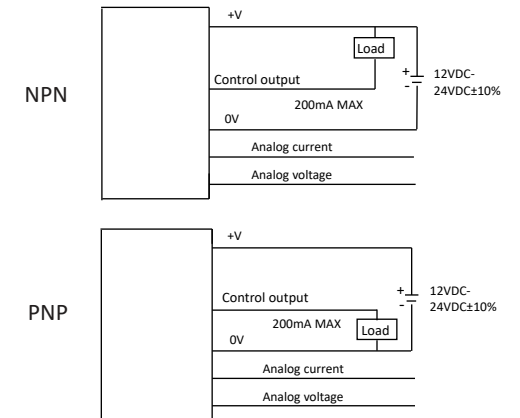 +V
Load
NPN
Control output
+
-
12VDC-
24VDC±10%
200mA MAX
0V
Analog current
Analog voltage
+V
PNP
Control output
+
-
12VDC-
24VDC±10%
200mA MAX
Load
0V
Analog current
Analog voltage